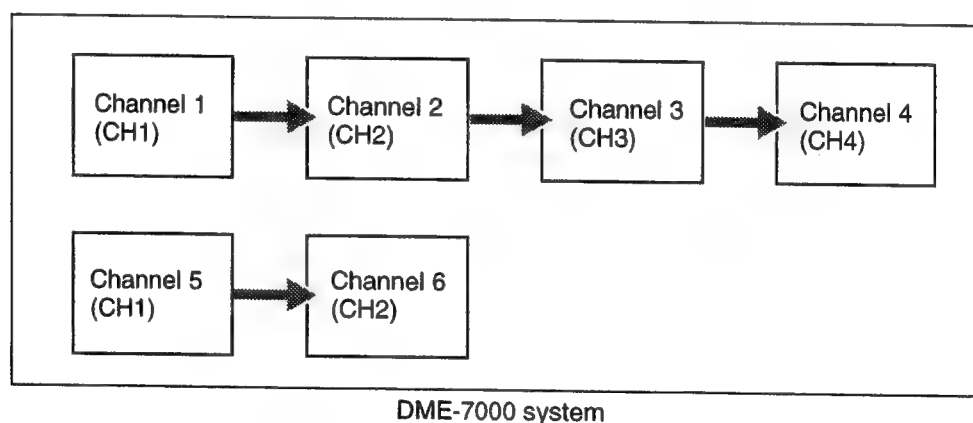 Channel 1
(CH1)
Channel 2
(CH2)
Channel 3
(CH3)
Channel 4
(CH4)
Channel 5
(CH1)
Channel 6
(CH2)
DME-7000 system